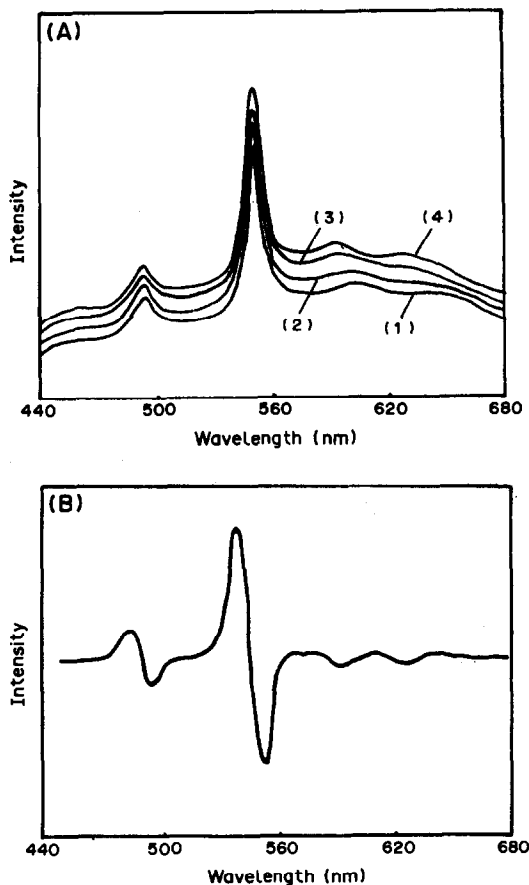 (A)
(3)
(4)
(2)
(1)
Intensity
440
500
560
620
680
Wavelength (nm)
(B)
Intensity
440
500
560
620
680
Wavelength (nm)